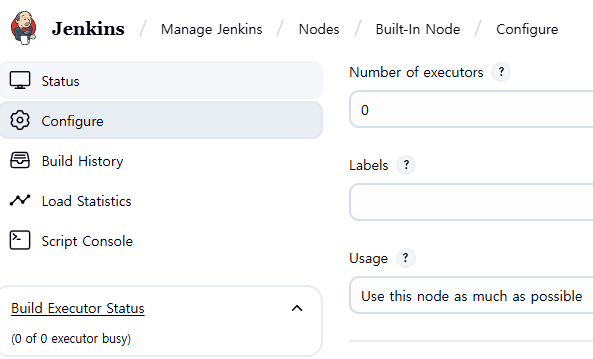 Jenkins / Manage Jenkins / Nodes / Built-In Node / Configure
Status
Configure
Build History
Load Statistics
Script Console
Build Executor Status
(0 of 0 executor busy)
Number of executors ?
0
Labels ?
Usage ?
Use this node as much as possible